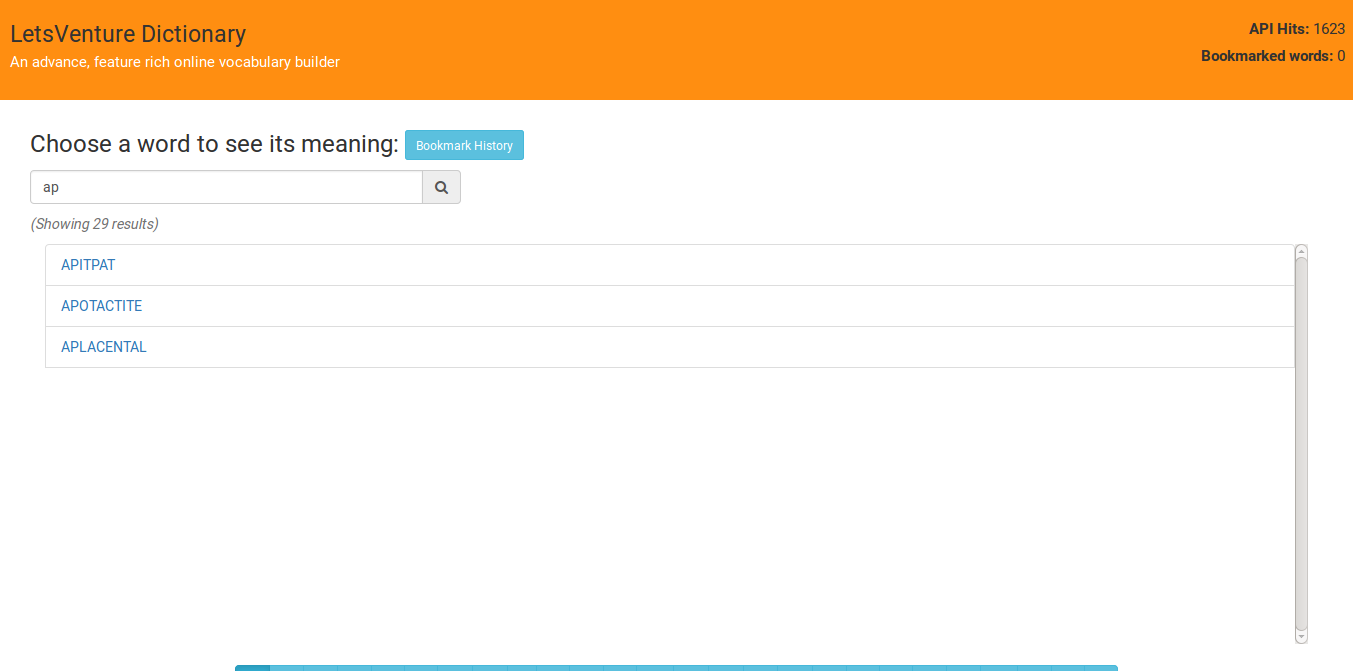 LetsVenture Dictionary
An advance, feature rich online vocabulary builder
API Hits: 1623
Bookmarked words: 0
Choose a word to see its meaning: Bookmark History
ap
(Showing 29 results)
APITPAT
APOTACTITE
APLACENTAL